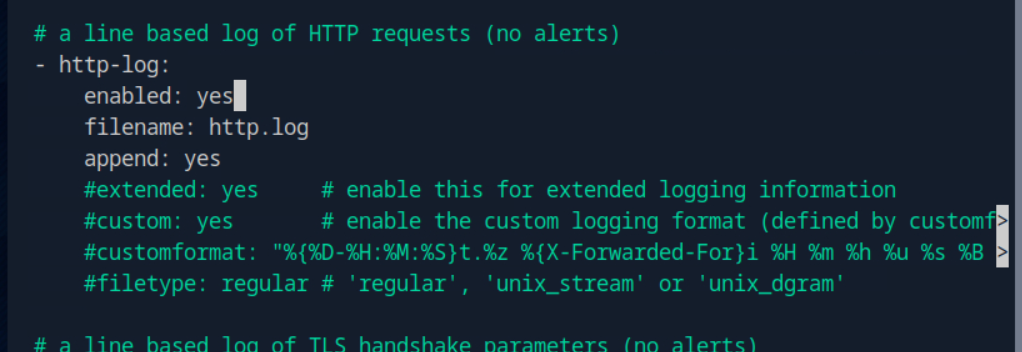 # a line based log of HTTP requests (no alerts)
- http-log:
    enabled: yes
    filename: http.log
    append: yes
    #extended: yes     # enable this for extended logging information
    #custom: yes       # enable the custom logging format (defined by customf>
    #customformat: "%{%D-%H:%M:%S}t.%z %{X-Forwarded-For}i %H %m %h %u %s %B >
    #filetype: regular # 'regular', 'unix_stream' or 'unix_dgram'
# a line based log of TLS handshake parameters (no alerts)